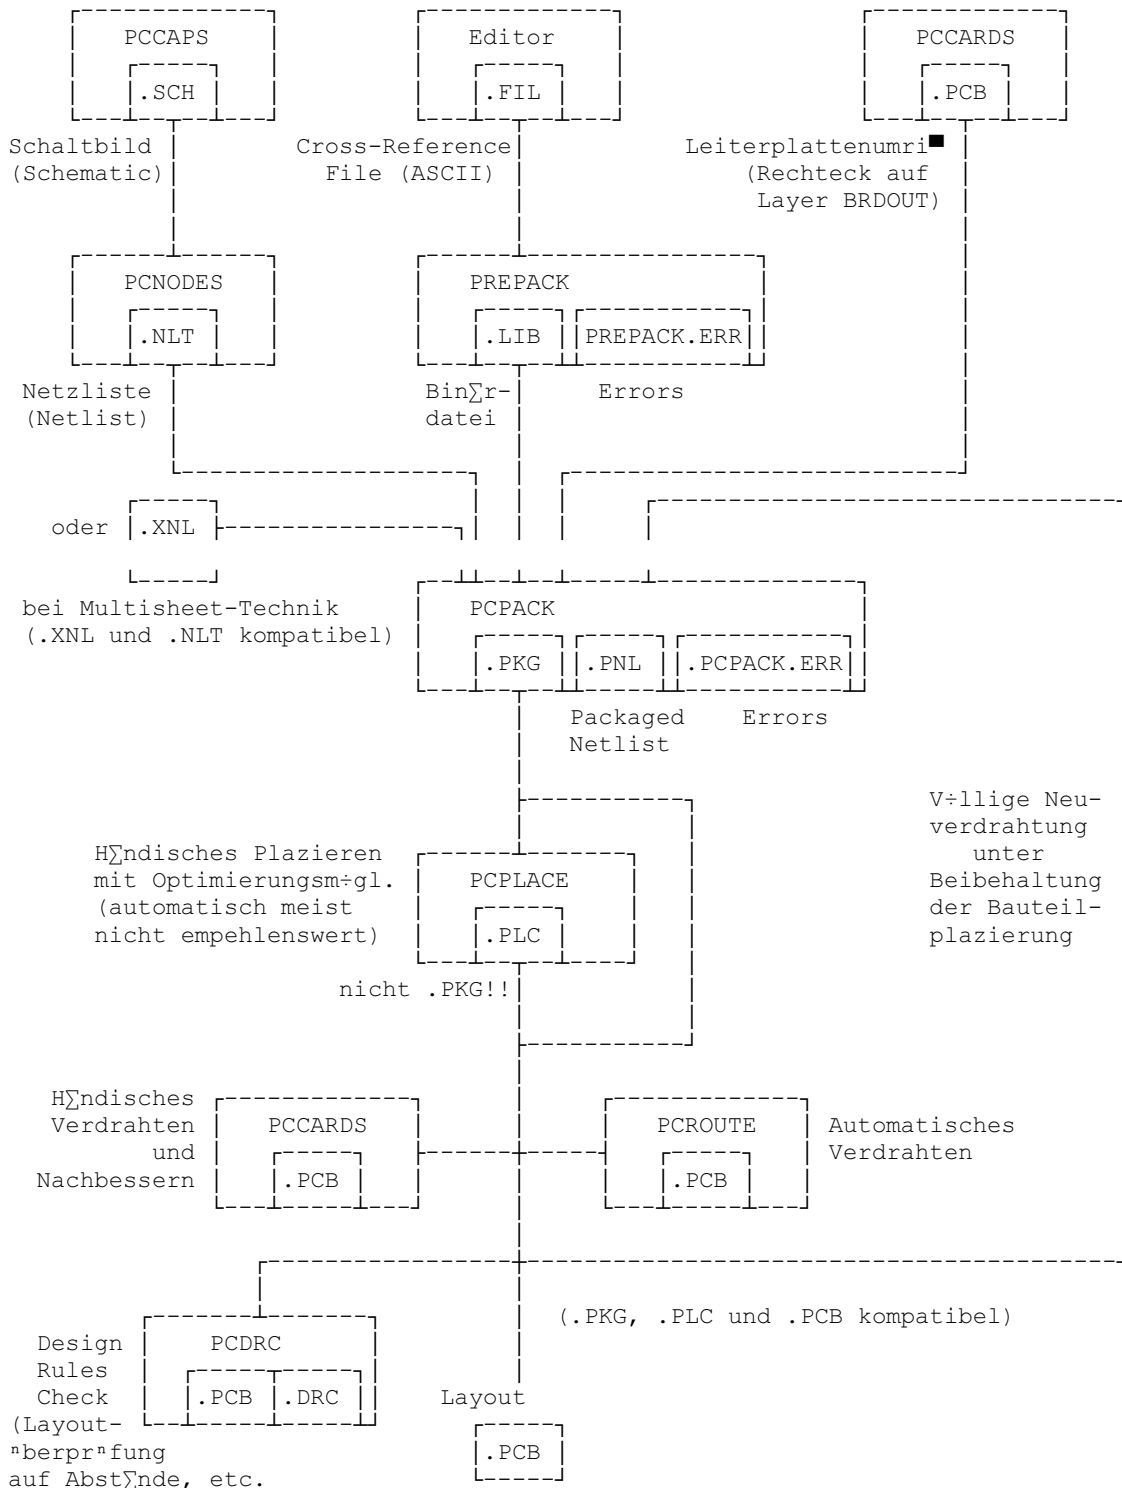 PCCAPS
Editor
PCCARDS
.SCH
.FIL
.PCB
Schaltbild
(Schematic)
Cross-Reference
File (ASCII)
Leiterplattenumri■
(Rechteck auf
Layer BRDOUT)
PCNODES
PREPACK
.NLT
.LIB
PREPACK.ERR
Netzliste
(Netlist)
Bin∑r-
datei
Errors
oder
.XNL
bei Multisheet-Technik
(.XNL und .NLT kompatibel)
PCPACK
.PKG
.PNL
.PCPACK.ERR
Packaged
Netlist
Errors
V÷llige Neu-
verdrahtung
unter
Beibehaltung
der Bauteil-
plazierung
H∑ndisches Plazieren
mit Optimierungsm÷gl.
(automatisch meist
nicht empehlenswert)
PCPLACE
.PLC
nicht .PKG!!
H∑ndisches
Verdrahten
und
Nachbessern
PCCARDS
.PCB
PCROUTE
.PCB
Automatisches
Verdrahten
(.PKG, .PLC und .PCB kompatibel)
Design
Rules
Check
(Layout-
ⁿberprⁿfung
auf Abst∑nde, etc.
PCDRC
.PCB
.DRC
Layout
.PCB